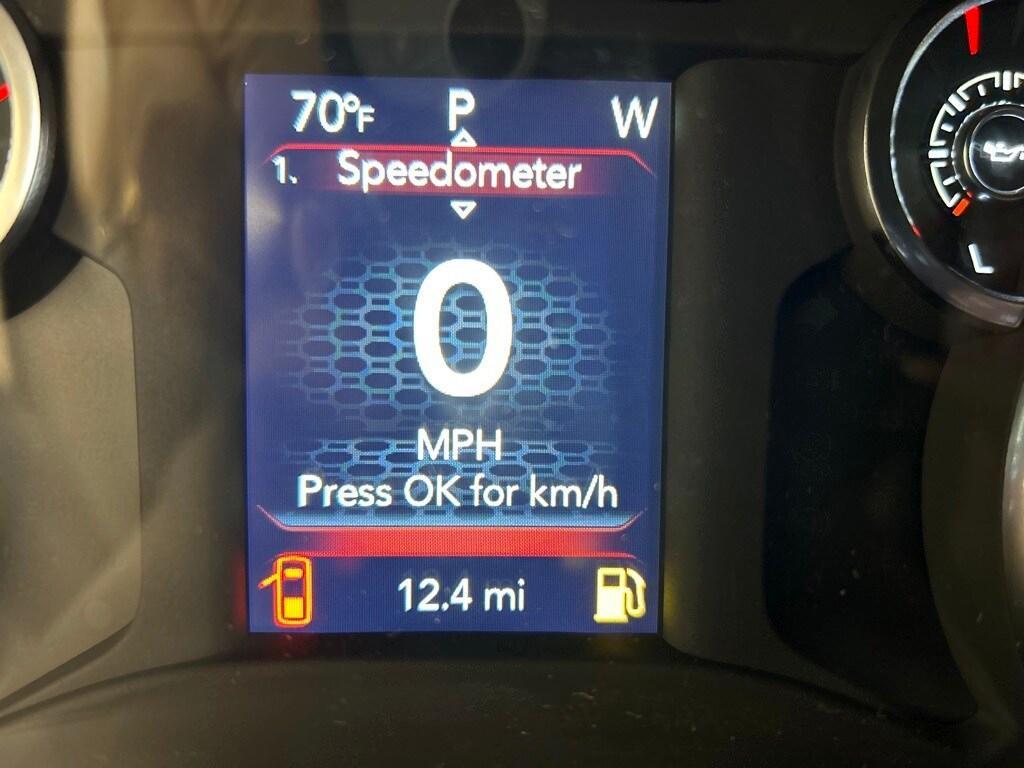 70°F P W
1. Speedometer
0
MPH
Press OK for km/h
12.4 mi
L